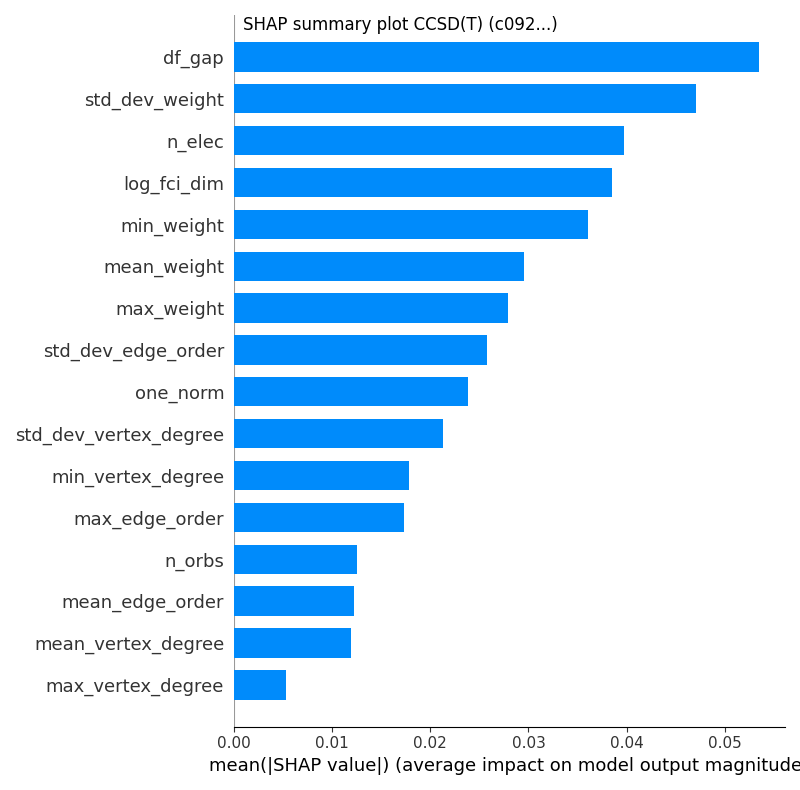 SHAP summary plot CCSD(T) (c092...)
df_gap
std_dev_weight
n_elec
log_fci_dim
min_weight
mean_weight
max_weight
std_dev_edge_order
one_norm
std_dev_vertex_degree
min_vertex_degree
max_edge_order
n_orbs
mean_edge_order
mean_vertex_degree
max_vertex_degree
0.00 0.01 0.02 0.03 0.04 0.05
mean(|SHAP value|) (average impact on model output magnitude